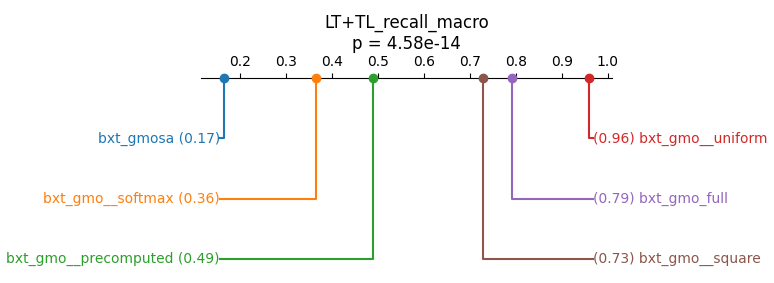 LT+TL_recall_macro
p = 4.58e-14
0.2 0.3 0.4 0.5 0.6 0.7 0.8 0.9 1.0
bxt_gmosa (0.17) (0.96) bxt_gmo__uniform
bxt_gmo__softmax (0.36) (0.79) bxt_gmo_full
bxt_gmo__precomputed (0.49) (0.73) bxt_gmo__square